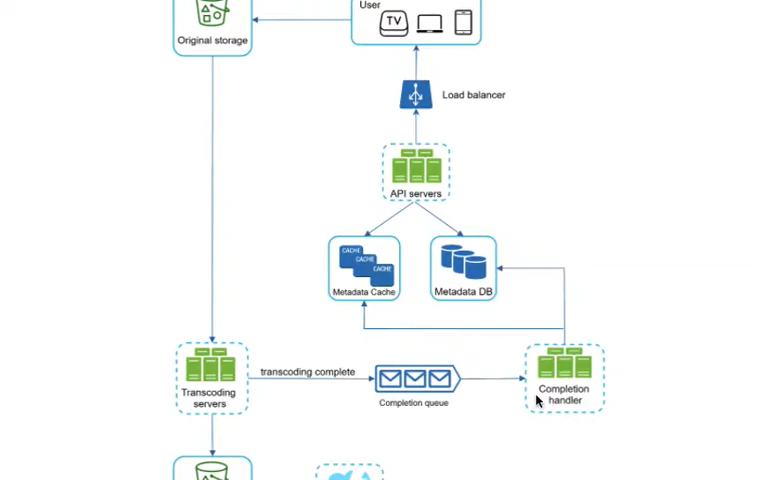 User
TV
Original storage
Load balancer
API servers
CACHE
CACHE
CACHE
Metadata Cache
Metadata DB
transcoding complete
Transcoding
servers
Completion queue
Completion
handler